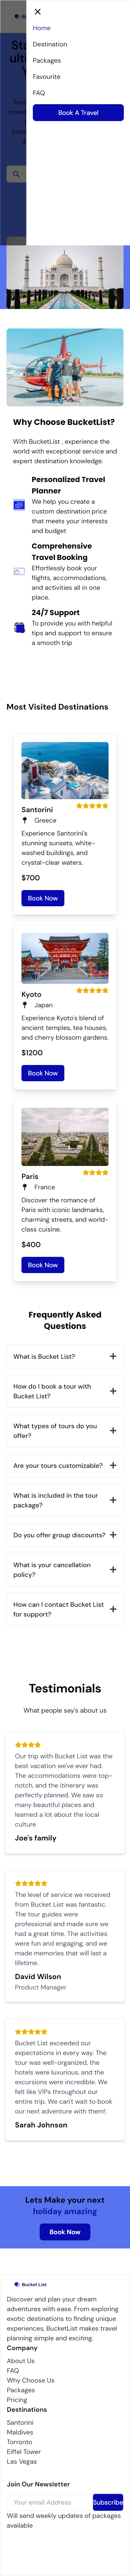 Home
Destination
Packages
Favourite
FAQ
Book A Travel
Why Choose BucketList?
With BucketList , experience the
world with exceptional service and
expert destination knowledge.
Personalized Travel
Planner
We help you create a
custom destination price
that meets your interests
and budget
Comprehensive
Travel Booking
Effortlessly book your
flights, accommodations,
and activities all in one
place.
24/7 Support
To provide you with helpful
tips and support to ensure
a smooth trip
Most Visited Destinations
Santorini
Greece
Experience Santorini's
stunning sunsets, white-
washed buildings, and
crystal-clear waters.
$700
Book Now
Kyoto
Japan
Experience Kyoto's blend of
ancient temples, tea houses,
and cherry blossom gardens.
$1200
Book Now
Paris
France
Discover the romance of
Paris with iconic landmarks,
charming streets, and world-
class cuisine.
$400
Book Now
Freequently Asked
Questions
What is Bucket List?
How do I book a tour with
Bucket List?
What types of tours do you
offer?
Are your tours customizable?
What is included in the tour
package?
Do you offer group discounts?
What is your cancellation
policy?
How can I contact Bucket List
for support?
Testimonials
What people say's about us
Our trip with Bucket List was the
best vacation we've ever had.
The accommodations were top-
notch, and the itinerary was
perfectly planned. We saw so
many beautiful places and
learned a lot about the local
culture
Joe's family
The level of service we received
from Bucket List was fantastic.
The tour guides were
professional and made sure we
had a great time. The activities
were fun and engaging, and we
made memories that will last a
lifetime.
David Wilson
Product Manager
Bucket List exceeded our
expectations in every way. The
tour was well-organized, the
hotels were luxurious, and the
excursions were incredible. We
felt like VIPs throughout our
entire trip. We can't wait to book
our next adventure with them!.
Sarah Johnson
Lets Make your next
holiday amazing
Book Now
Bucket List
Discover and plan your dream
adventures with ease. From exploring
exotic destinations to finding unique
experiences, BucketList makes travel
planning simple and exciting.
Company
About Us
FAQ
Why Choose Us
Packages
Pricing
Destinations
Santorini
Maldives
Toronto
Eiffel Tower
Las Vegas
Join Our Newsletter
Your email Address
Subscribe
Will send weekly updates of packages
available